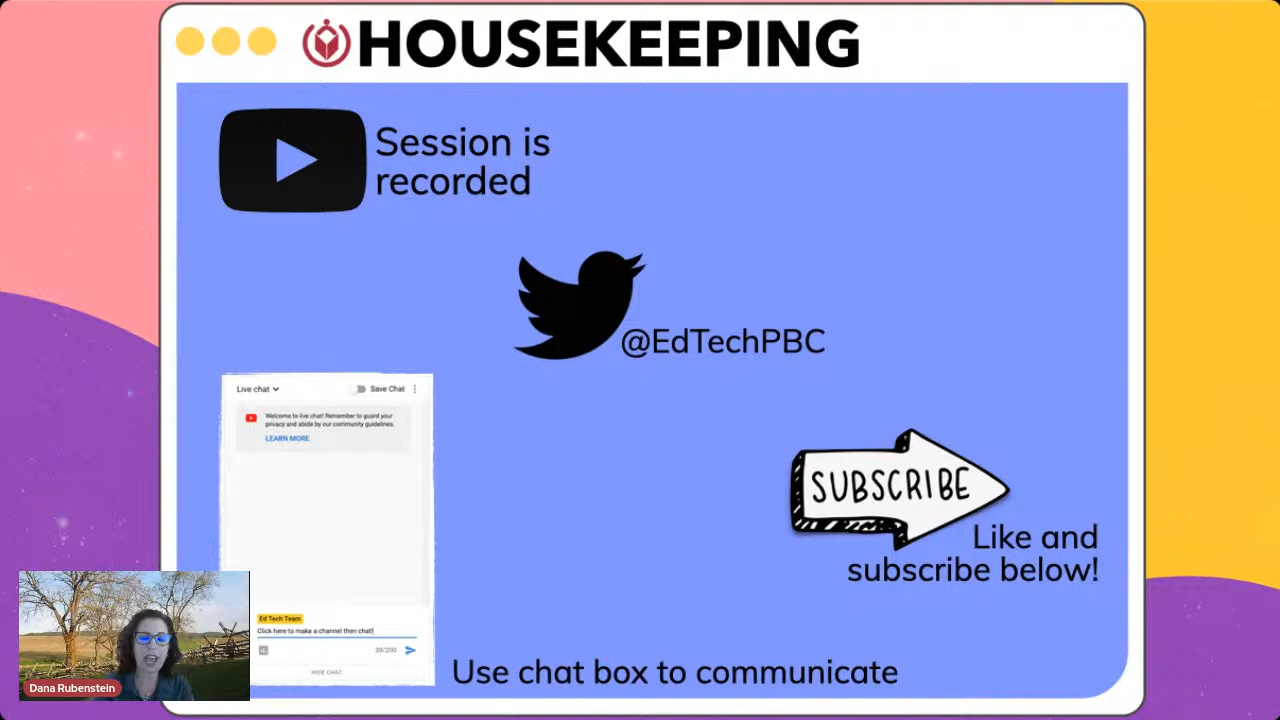 HOUSEKEEPING
Session is
recorded
@EdTechPBC
Live chat
Save Chat
Welcome to live chat! Remember to guard your
privacy and abide by our community guidelines.
LEARN MORE
SUBSCRIBE
Like and
subscribe below!
Ed Tech Team
Click here to make a channel then chat!
39/200
HIDE CHAT
Use chat box to communicate
Dana Rubenstein